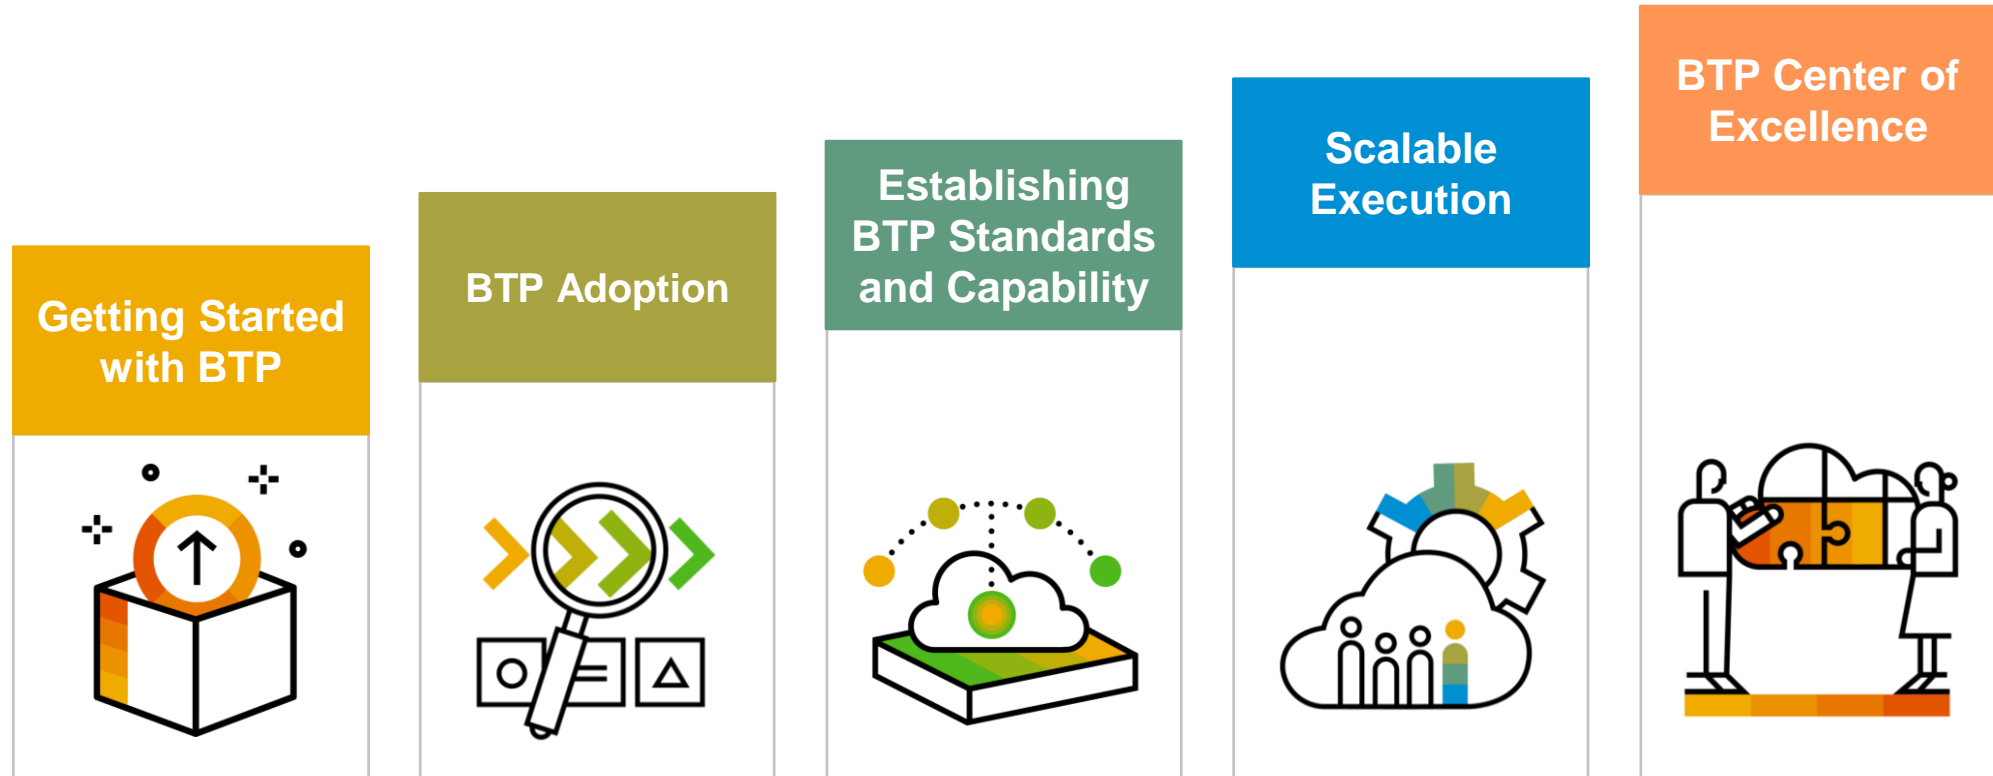 Getting Started
with BTP
BTP Adoption
Establishing
BTP Standards
and Capability
Scalable
Execution
BTP Center of
Excellence